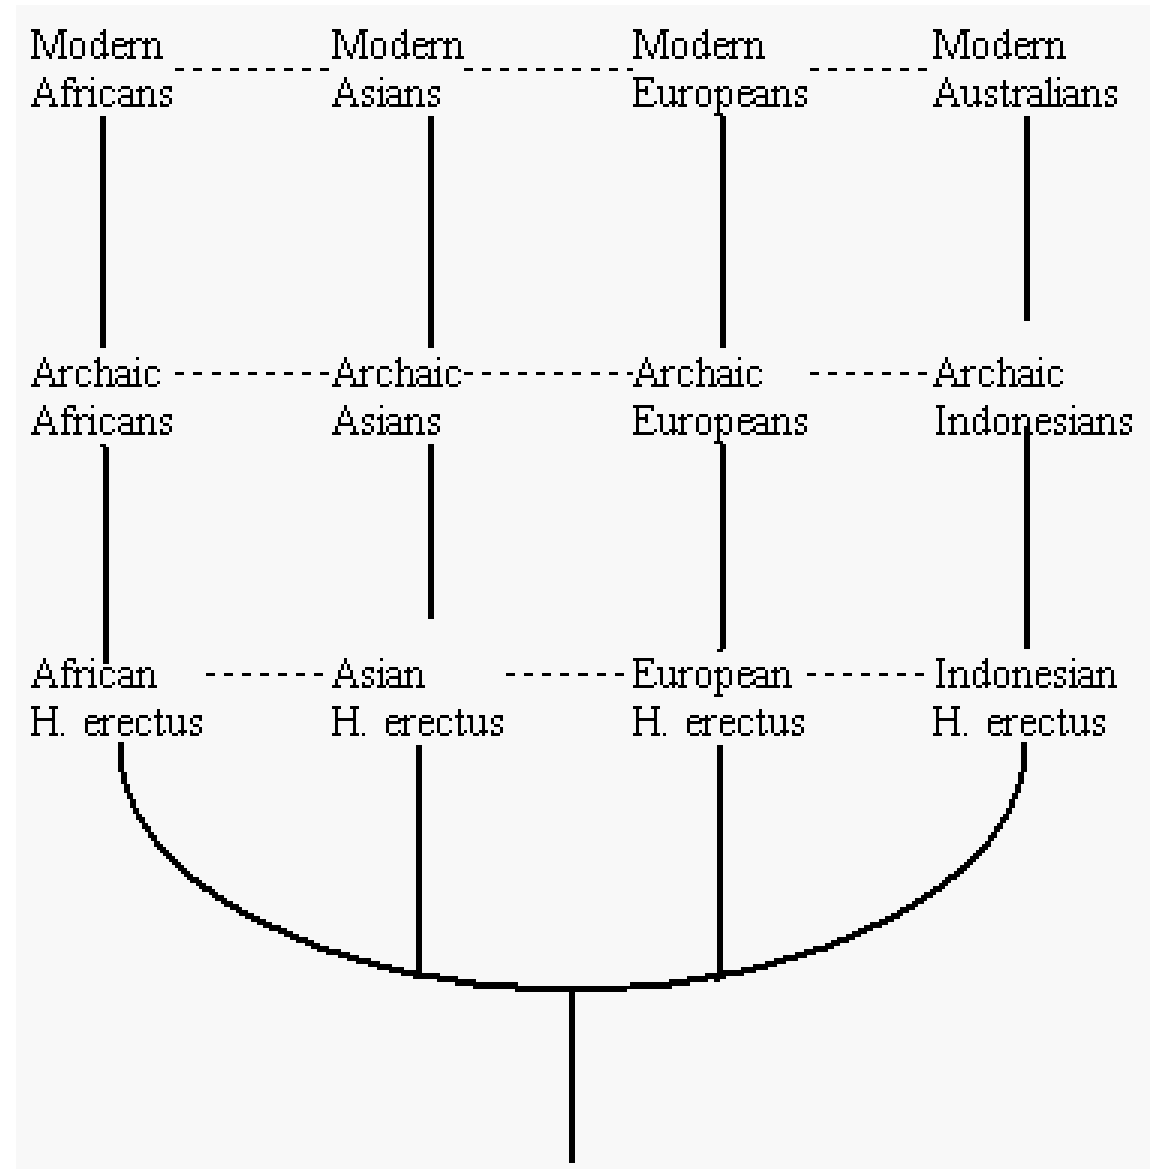 Modern
Africans
Modern
Asians
Modern
Europeans
Modern
Australians
Archaic
Africans
Archaic
Asians
Archaic
Europeans
Archaic
Indonesians
African
H. erectus
Asian
H. erectus
European
H. erectus
Indonesian
H. erectus